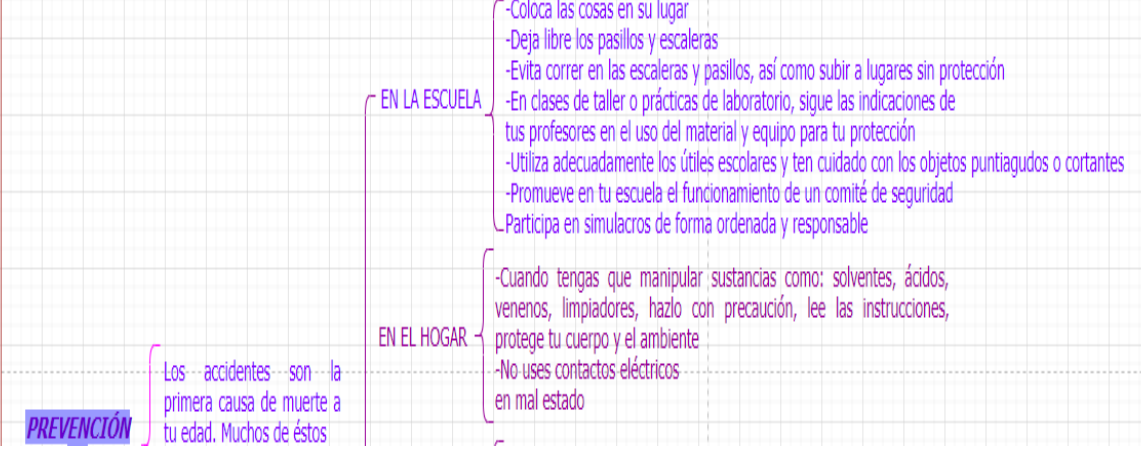 -Coloca las cosas en su lugar
-Deja libre los pasillos y escaleras
-Evita correr en las escaleras y pasillos, así como subir a lugares sin protección
EN LA ESCUELA
-En clases de taller o prácticas de laboratorio, sigue las indicaciones de
tus profesores en el uso del material y equipo para tu protección
-Utiliza adecuadamente los útiles escolares y ten cuidado con los objetos puntiagudos o cortantes
-Promueve en tu escuela el funcionamiento de un comité de seguridad
Participa en simulacros de forma ordenada y responsable
EN EL HOGAR
-Cuando tengas que manipular sustancias como: solventes, ácidos,
venenos, limpiadores, hazlo con precaución, lee las instrucciones,
protege tu cuerpo y el ambiente
-No uses contactos eléctricos
en mal estado
PREVENCIÓN
Los accidentes son la
primera causa de muerte a
tu edad. Muchos de éstos